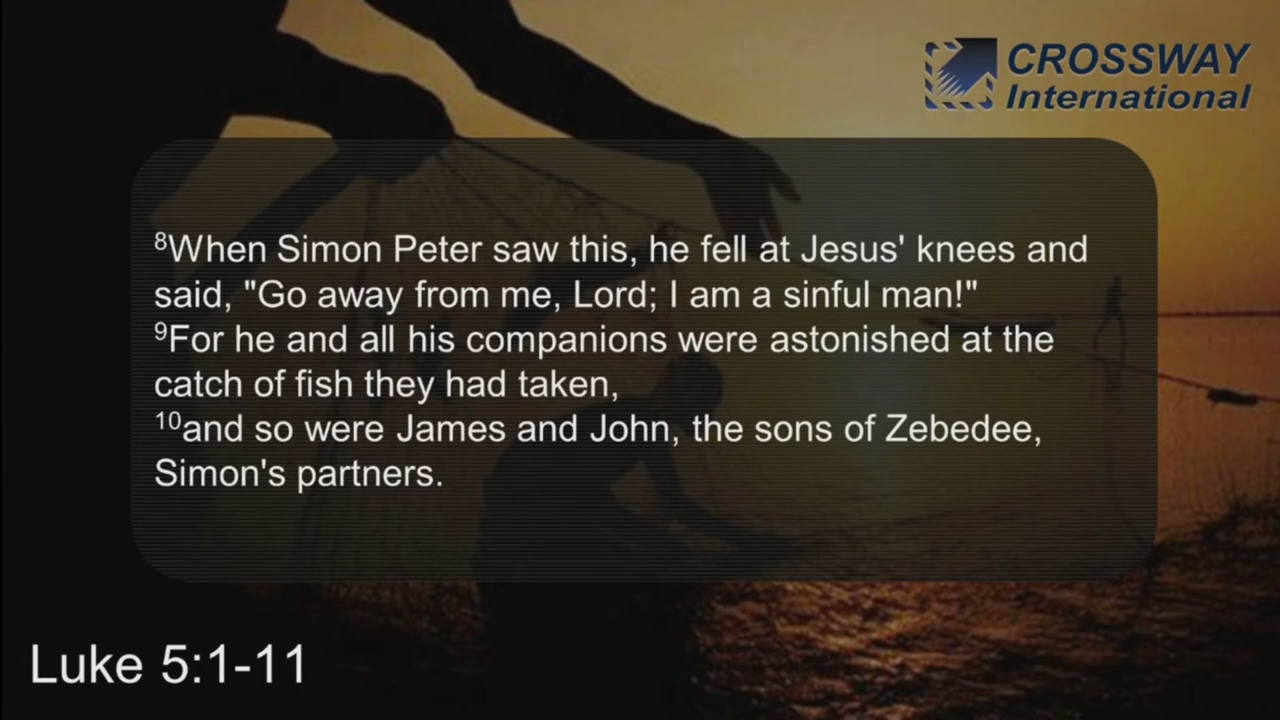 CROSSWAY
International
⁸When Simon Peter saw this, he fell at Jesus' knees and
said, "Go away from me, Lord; I am a sinful man!"
⁹For he and all his companions were astonished at the
catch of fish they had taken,
¹⁰and so were James and John, the sons of Zebedee,
Simon's partners.
Luke 5:1-11